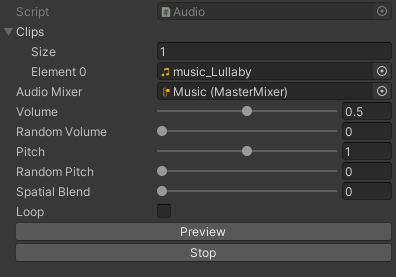 Script Audio
Clips
Size 1
Element 0 music_Lullaby
Audio Mixer Music (MasterMixer)
Volume 0.5
Random Volume 0
Pitch 1
Random Pitch 0
Spatial Blend 0
Loop
Preview
Stop